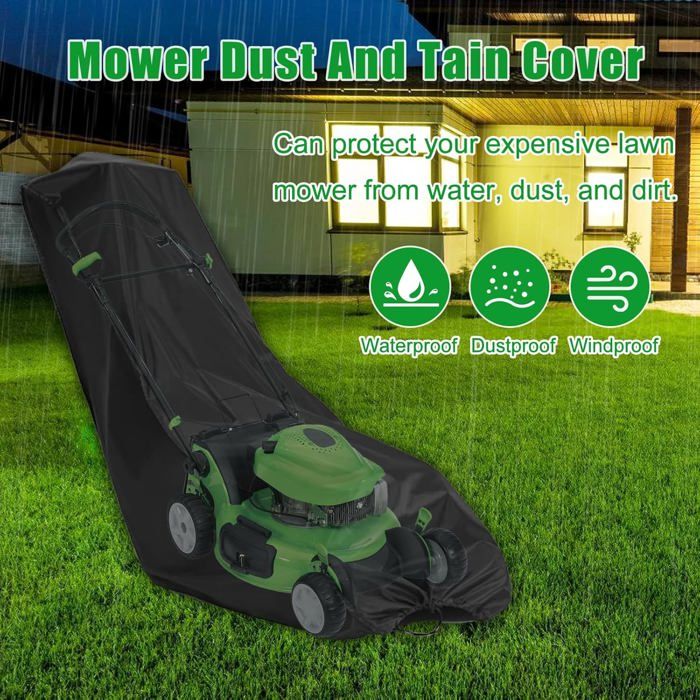 Mower Dust And Tain Cover
Can protect your expensive lawn
mower from water, dust, and dirt.
Waterproof Dustproof Windproof